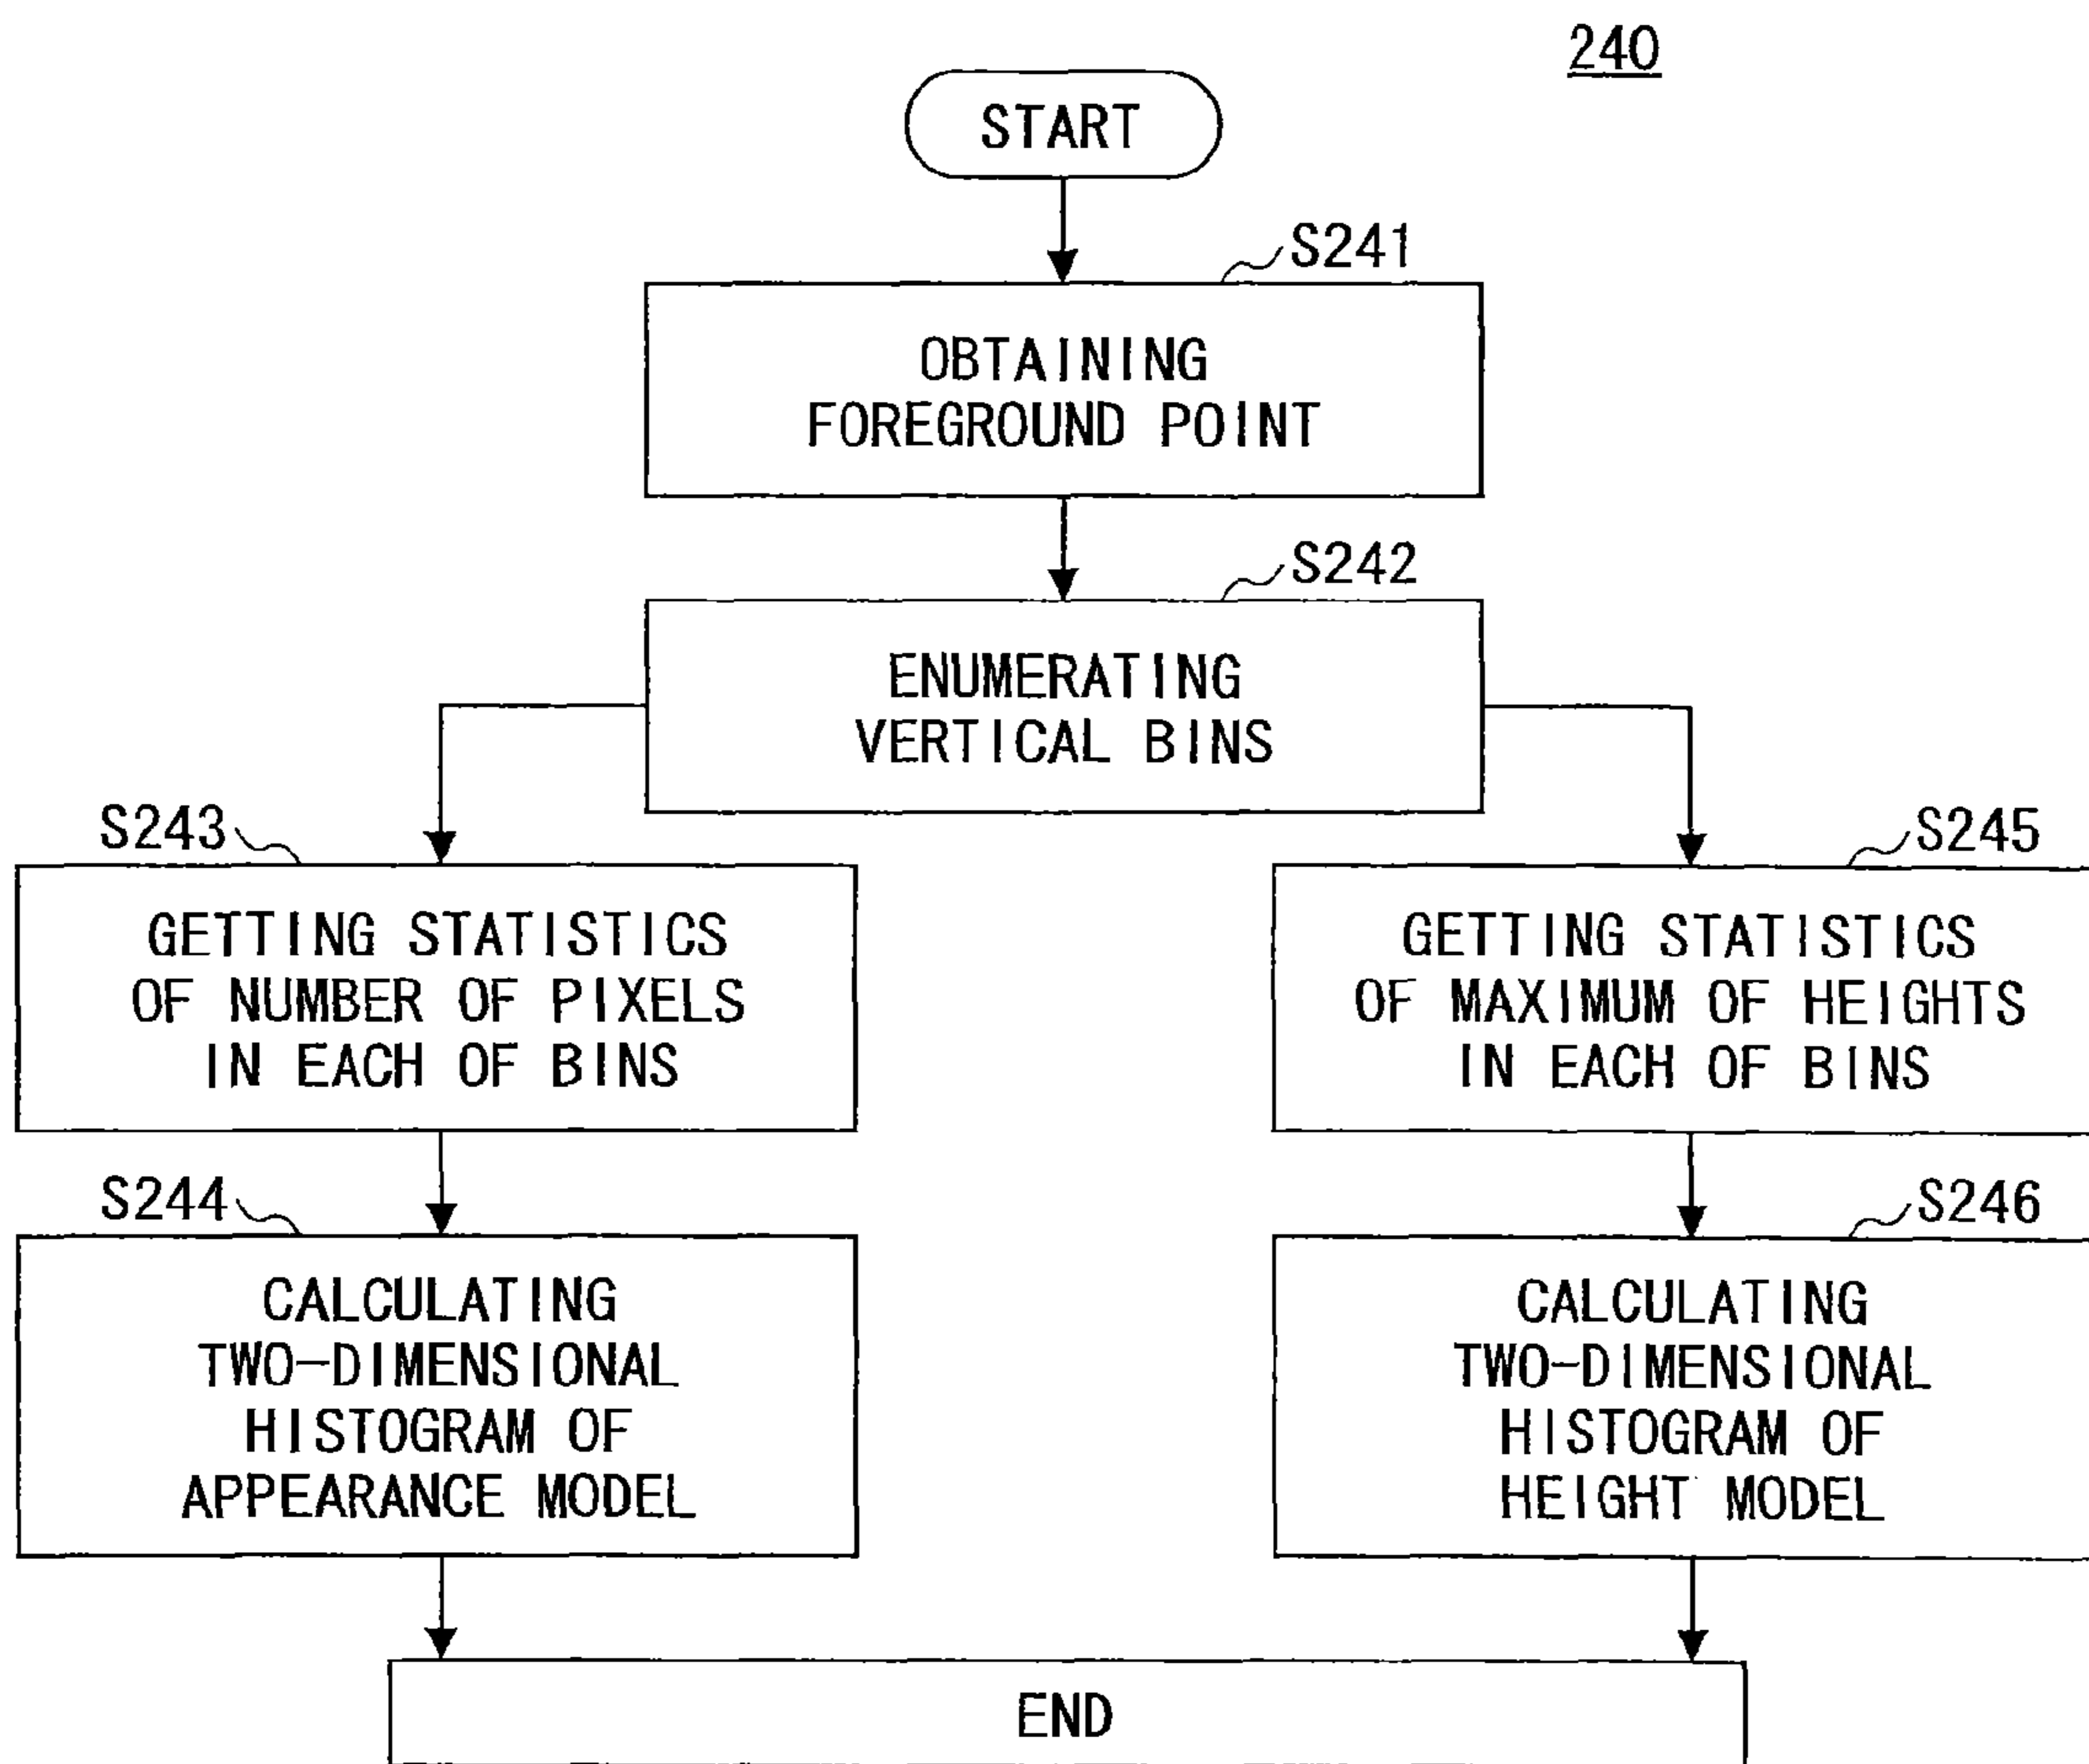 240
START
S241
OBTAINING
FOREGROUND POINT
S242
ENUMERATING
VERTICAL BINS
S243
GETTING STATISTICS
OF NUMBER OF PIXELS
IN EACH OF BINS
S244
CALCULATING
TWO-DIMENSIONAL
HISTOGRAM OF
APPEARANCE MODEL
S245
GETTING STATISTICS
OF MAXIMUM OF HEIGHTS
IN EACH OF BINS
S246
CALCULATING
TWO-DIMENSIONAL
HISTOGRAM OF
HEIGHT MODEL
END